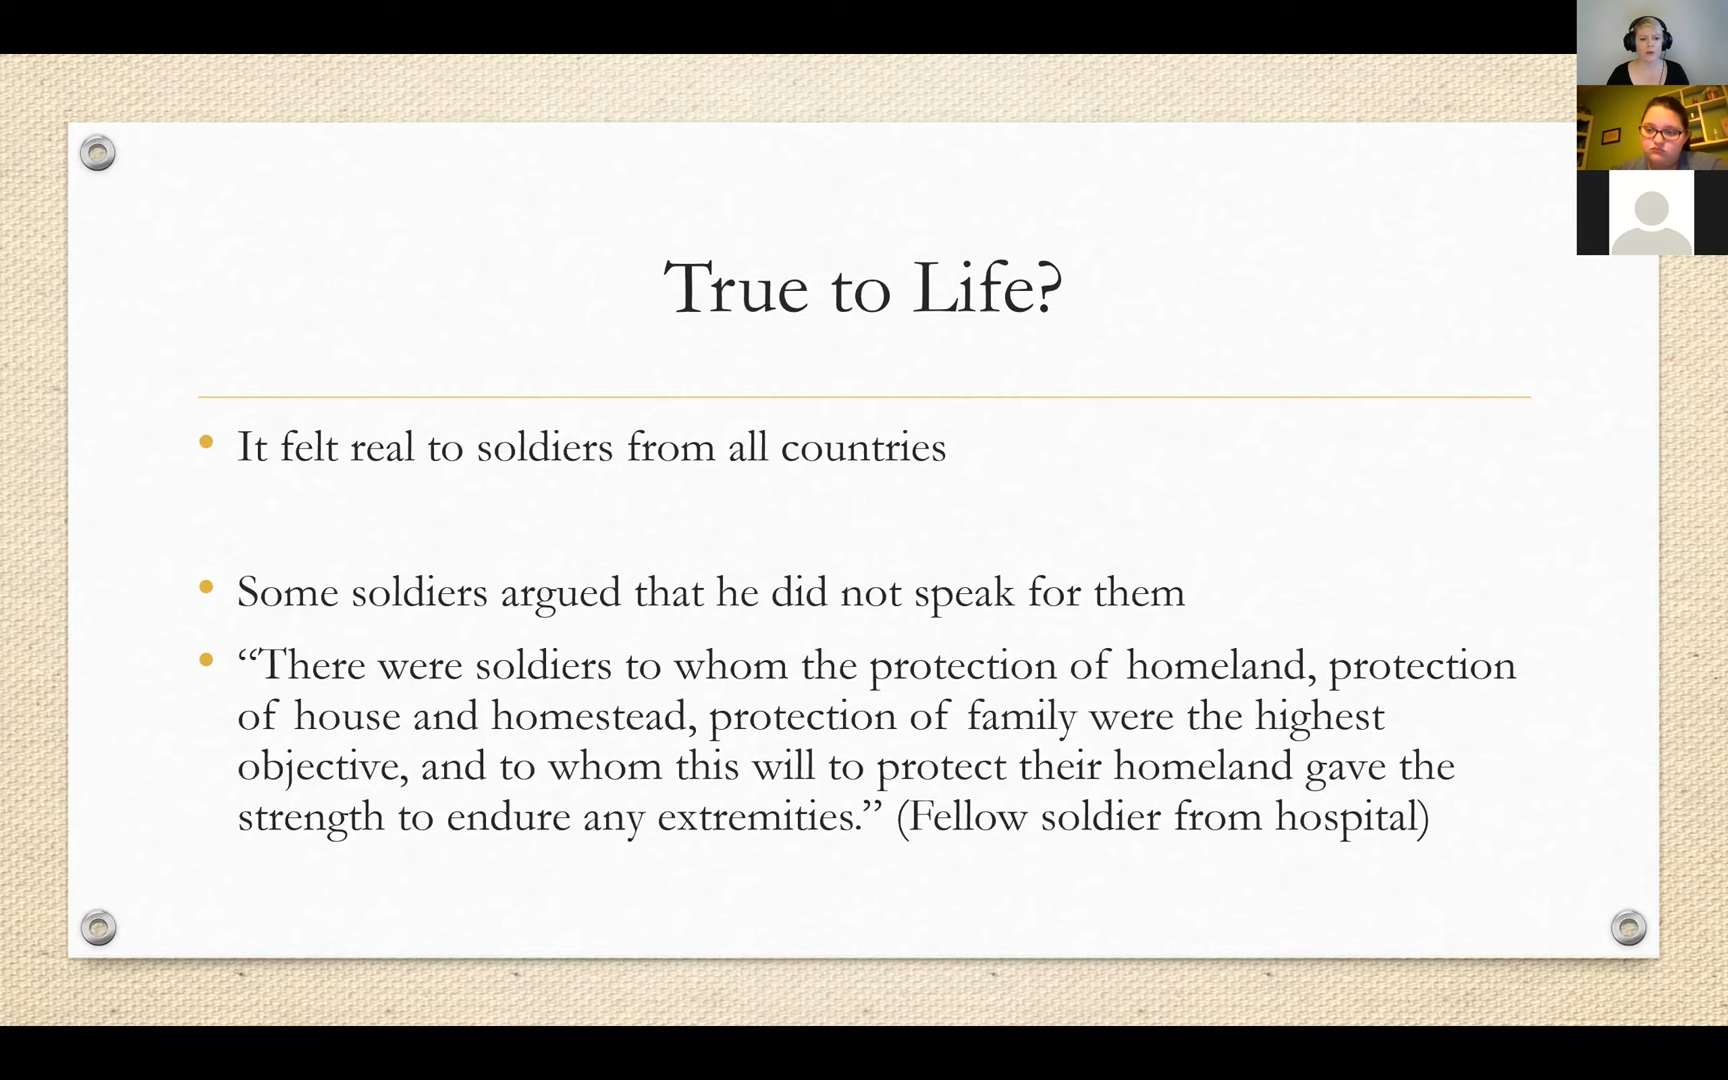 True to Life?
It felt real to soldiers from all countries
Some soldiers argued that he did not speak for them
“There were soldiers to whom the protection of homeland, protection
of house and homestead, protection of family were the highest
objective, and to whom this will to protect their homeland gave the
strength to endure any extremities.” (Fellow soldier from hospital)